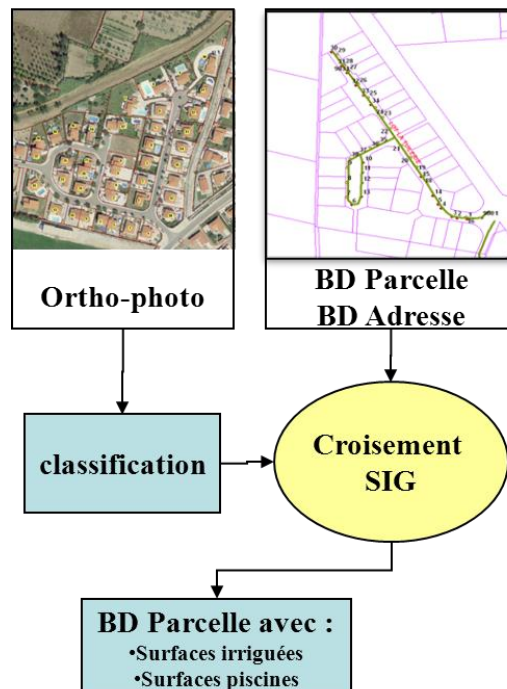 Ortho-photo
BD Parcelle
BD Adresse
classification
Croisement
SIG
BD Parcelle avec :
•Surfaces irriguées
•Surfaces piscines